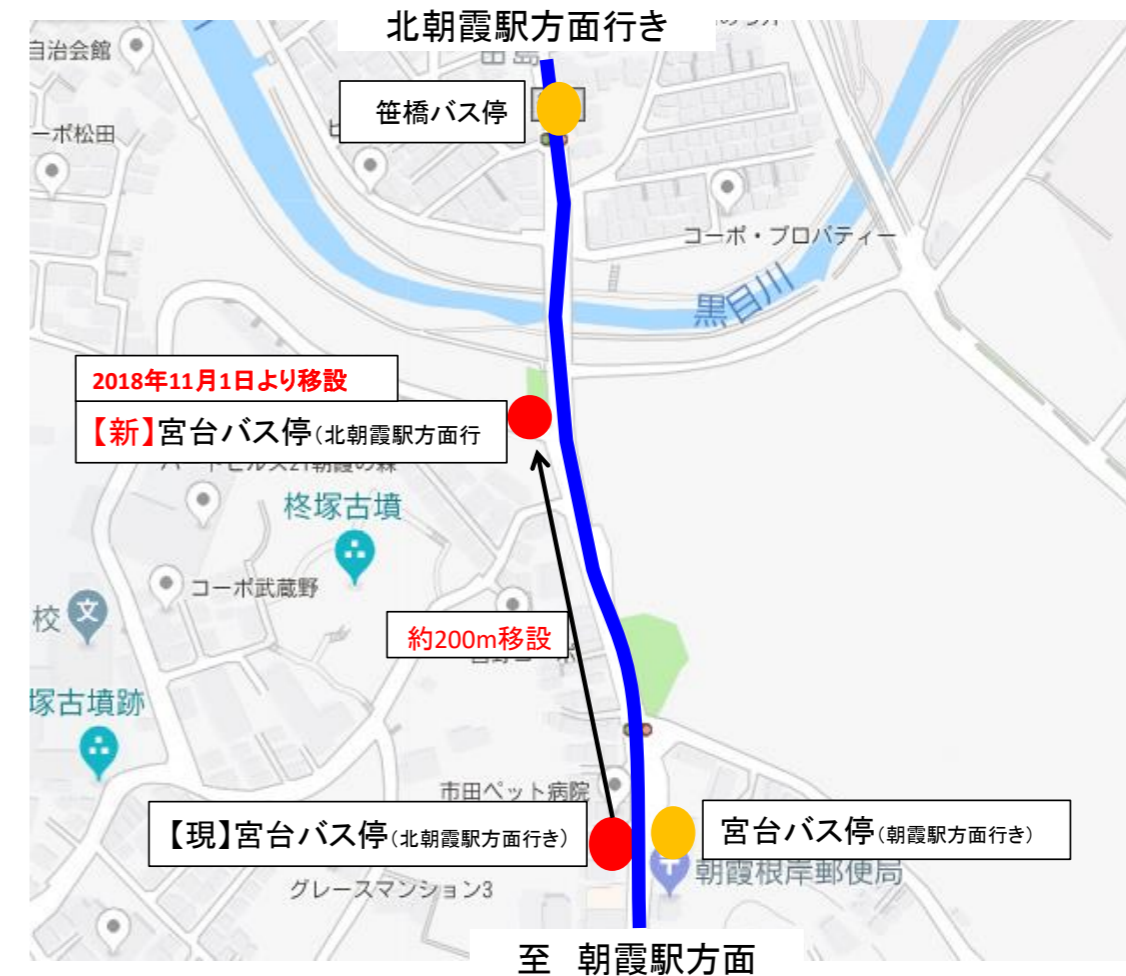 北朝霞駅方面行き
自治会館
田島
笹橋バス停
ーポ松田
コーポ・プロパティー
黒目川
2018年11月1日より移設
【新】宮台バス停(北朝霞駅方面行
柊塚古墳
コーポ武蔵野
校
文
約200m移設
塚古墳跡
市田ペット病院
【現】宮台バス停(北朝霞駅方面行き)
宮台バス停(朝霞駅方面行き)
朝霞根岸郵便局
グレースマンション3
至 朝霞駅方面